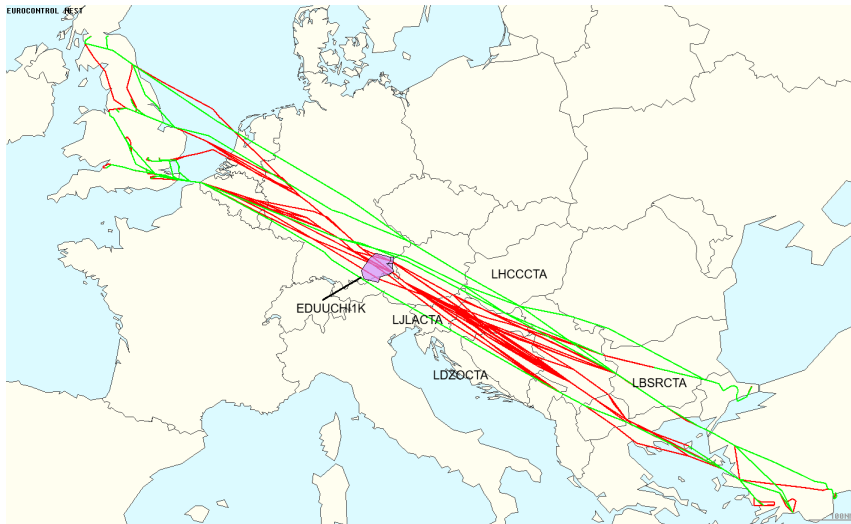 EUROCONTROL NEST
LHCCCTA
EDUUCHI1K
LJLACTA
LDZOCTA
LBSRCTA